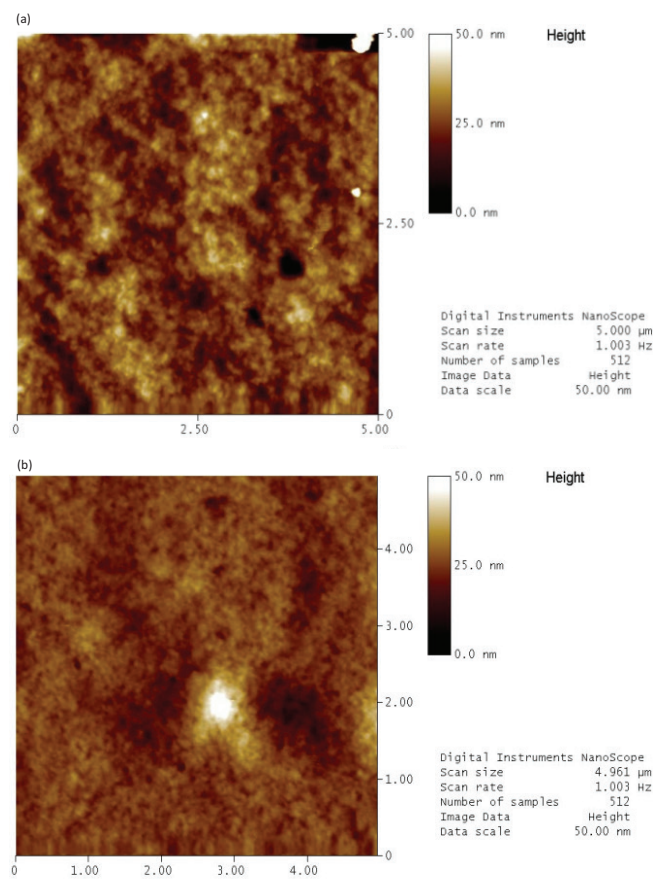 (a)
5.00
50.0 nm
Height
25.0 nm
0.0 nm
2.50
Digital Instruments NanoScope
Scan size 5.000 µm
Scan rate 1.003 Hz
Number of samples 512
Image Data Height
Data scale 50.00 nm
0
0 2.50 5.00
(b)
50.0 nm
Height
4.00
25.0 nm
3.00
0.0 nm
2.00
Digital Instruments NanoScope
Scan size 4.961 µm
1.00
Scan rate 1.003 Hz
Number of samples 512
Image Data Height
Data scale 50.00 nm
0
0 1.00 2.00 3.00 4.00